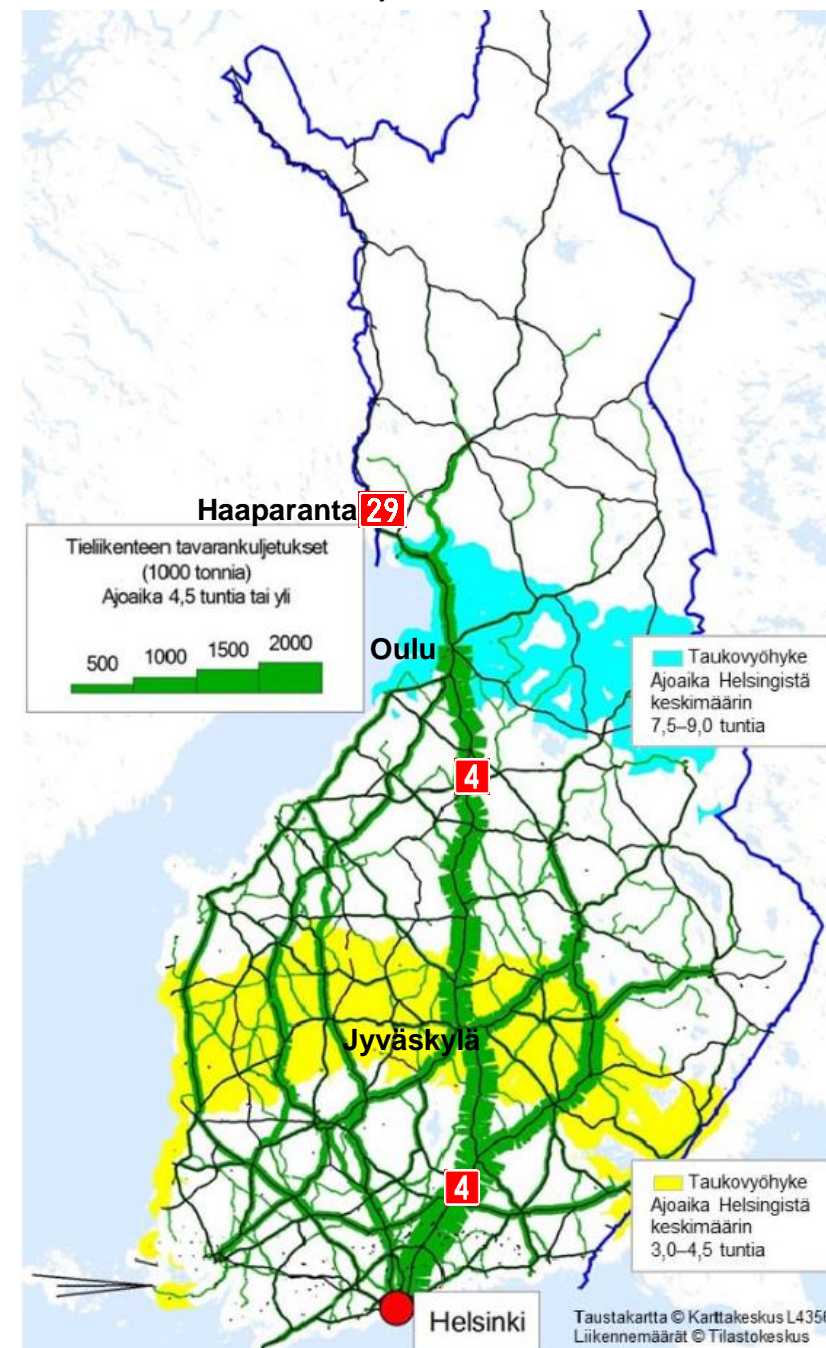 Haaparanta 29
Tieliikenteen tavarankuljetukset
(1000 tonnia)
Ajoaika 4,5 tuntia tai yli
500 1000 1500 2000
Oulu
Taukovyöhyke
Ajoaika Helsingistä
keskimäärin
7,5–9,0 tuntia
4
Jyväskylä
4
Taukovyöhyke
Ajoaika Helsingistä
keskimäärin
3,0–4,5 tuntia
Helsinki
Taustakartta © Karttakeskus L4356
Liikennemäärät © Tilastokeskus